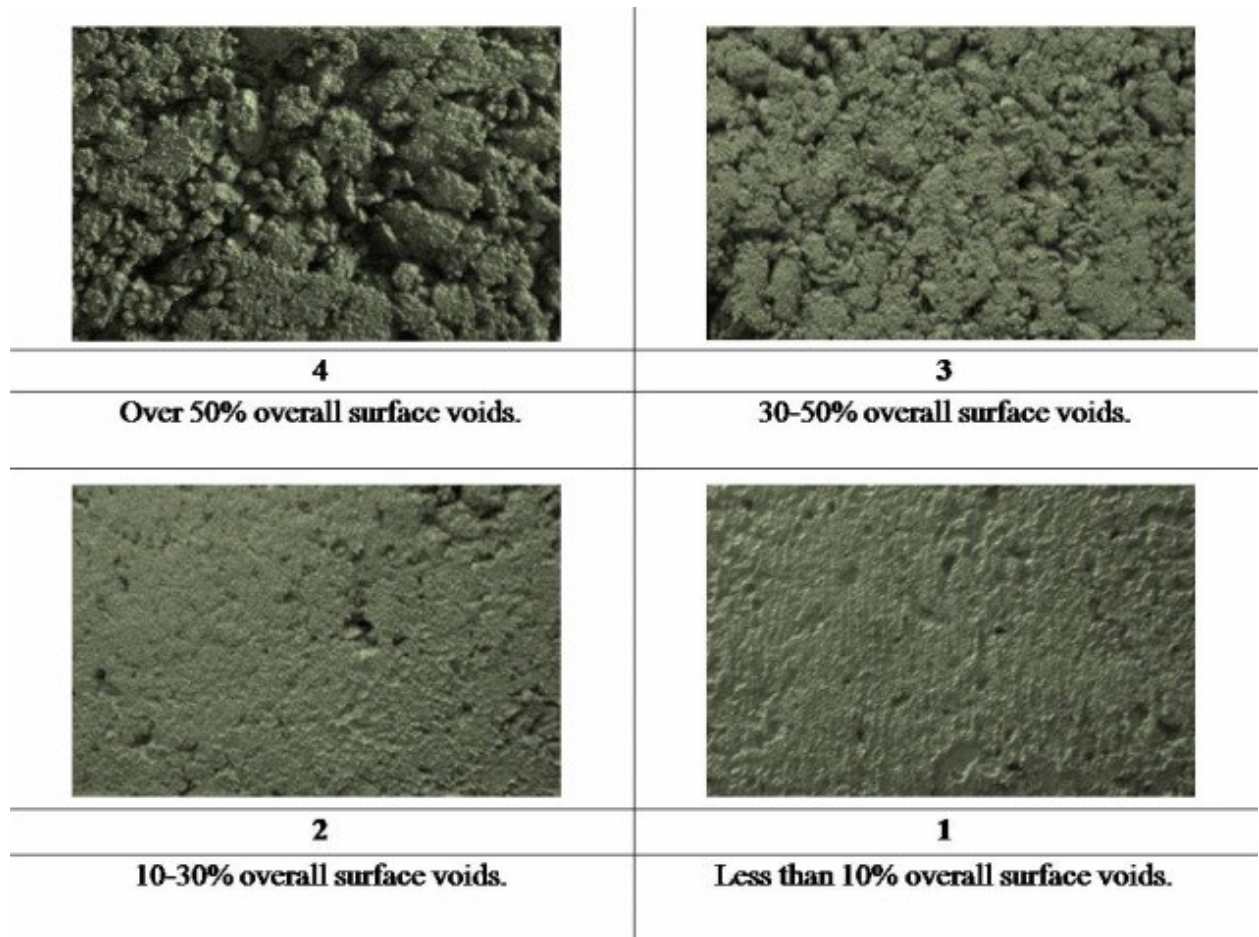 4
3
Over 50% overall surface voids.
30-50% overall surface voids.
2
1
10-30% overall surface voids.
Less than 10% overall surface voids.